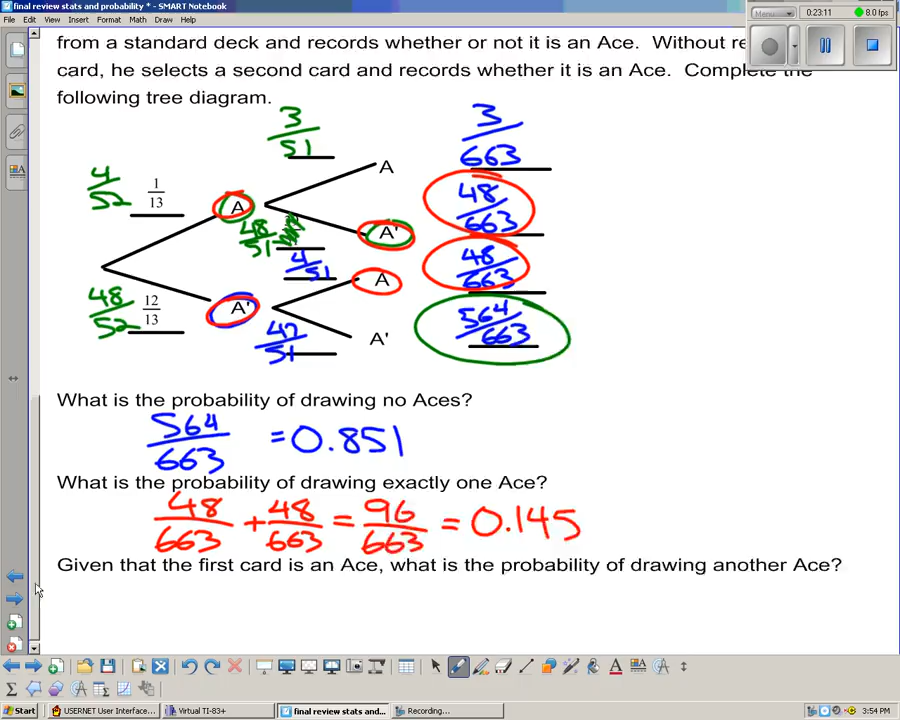 final review stats and probability * - SMART Notebook
File Edit View Insert Format Math Draw Help
Menu 00:23:11 8.0 fps
from a standard deck and records whether or not it is an Ace. Without
card, he selects a second card and records whether it is an Ace. Complete the
following tree diagram.
3/51 3/663
A
4/52 1/13
A 48/663
48/51 A'
4/51 A 48/663
48/52 12/13 A'
47/51 A' 564/663
What is the probability of drawing no Aces?
564/663 = 0.851
What is the probability of drawing exactly one Ace?
48/663 + 48/663 = 96/663 = 0.145
Given that the first card is an Ace, what is the probability of drawing another Ace?
Start USERNET User Interface... Virtual TI-83+ final review stats and... Recording... 3:54 PM